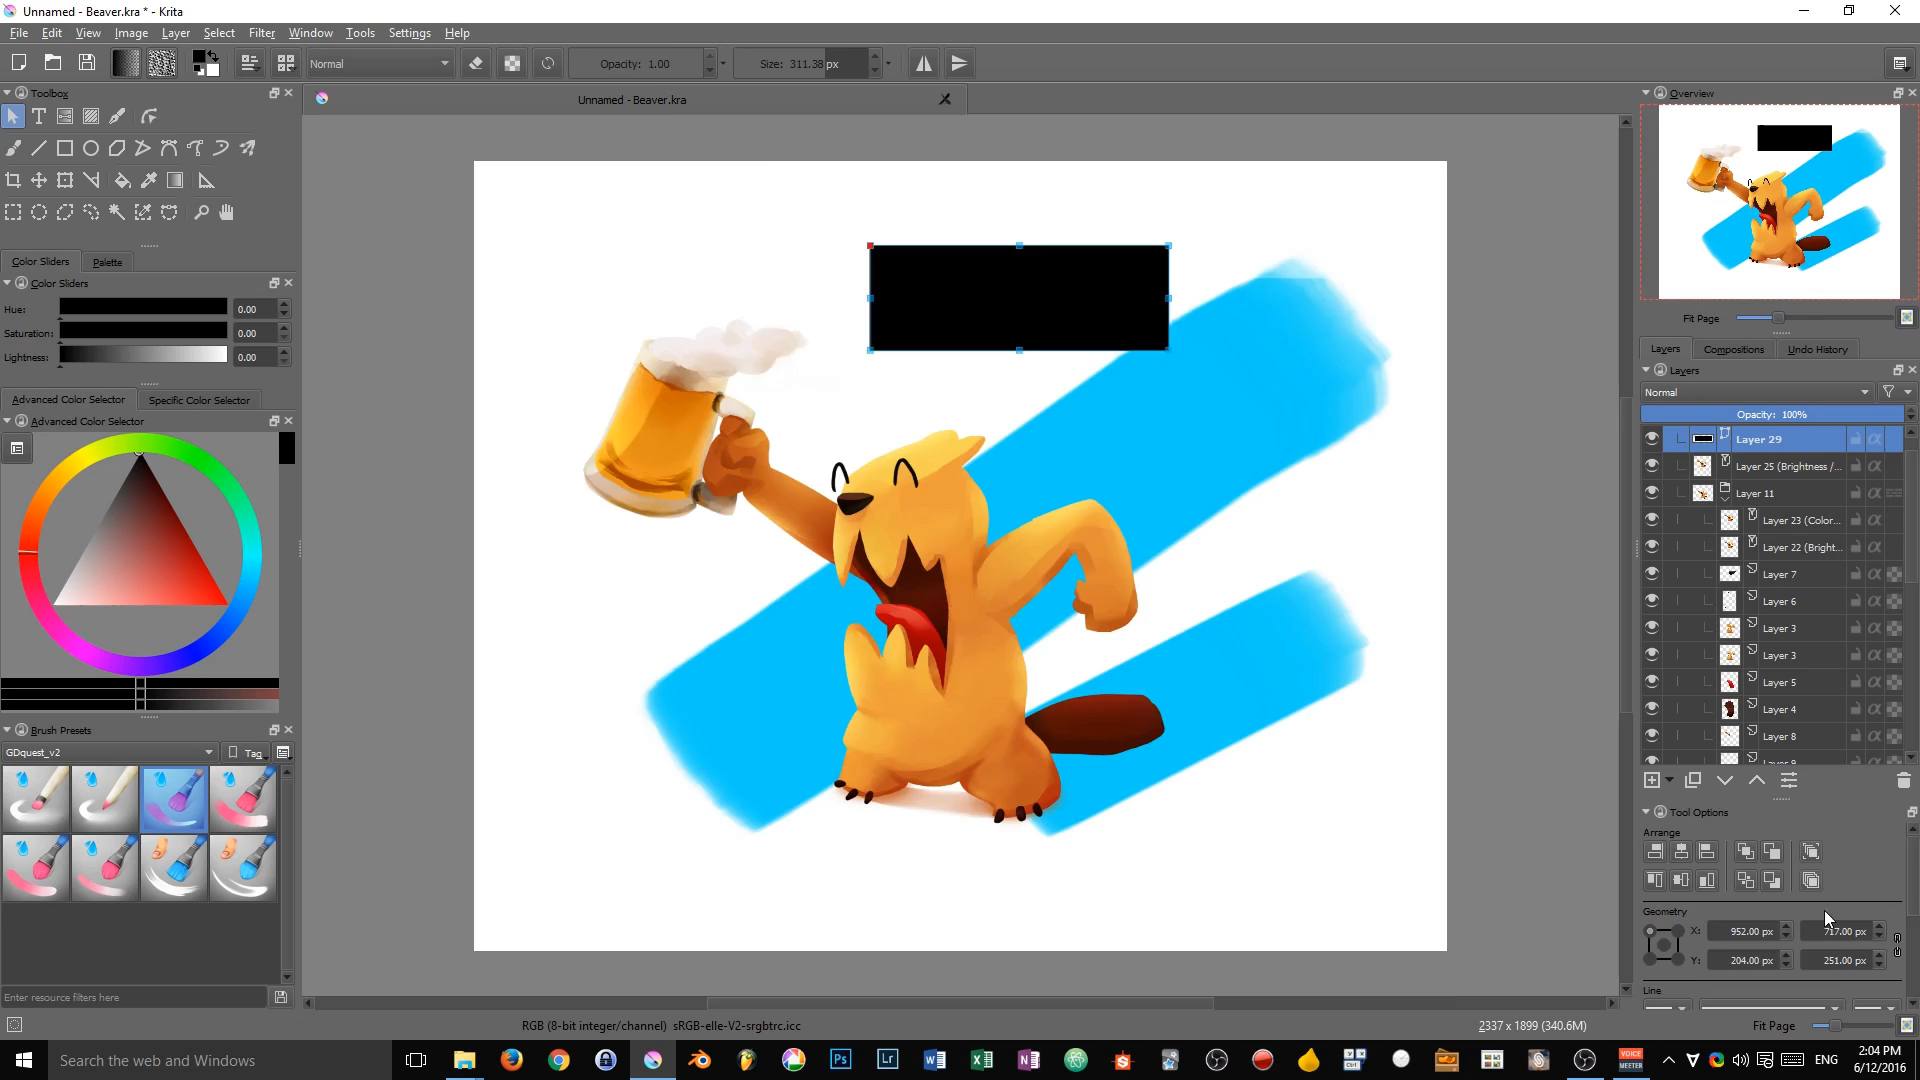 Unnamed - Beaver.kra * - Krita
File Edit View Image Layer Select Filter Window Tools Settings Help
Normal Opacity: 1.00 Size: 311.38 px
Toolbox
Unnamed - Beaver.kra
Overview
Color Sliders Palette
Color Sliders
Hue: 0.00
Saturation: 0.00
Lightness: 0.00
Fit Page
Layers Compositions Undo History
Layers
Normal
Opacity: 100%
Advanced Color Selector Specific Color Selector
Advanced Color Selector
Layer 29
Layer 25 (Brightness /...
Layer 11
Layer 23 (Color...
Layer 22 (Bright...
Layer 7
Layer 6
Layer 3
Layer 3
Layer 5
Layer 4
Layer 8
Layer 9
Brush Presets
GDquest_v2 Tag
Tool Options
Arrange
Geometry
X: 952.00 px 717.00 px
Y: 204.00 px 251.00 px
Line
Enter resource filters here
RGB (8-bit integer/channel) sRGB-elle-V2-srgbtrc.icc
2337 x 1899 (340.6M)
Fit Page
Search the web and Windows
Ps
Lr
VOICE
MEETER
ENG
2:04 PM
6/12/2016